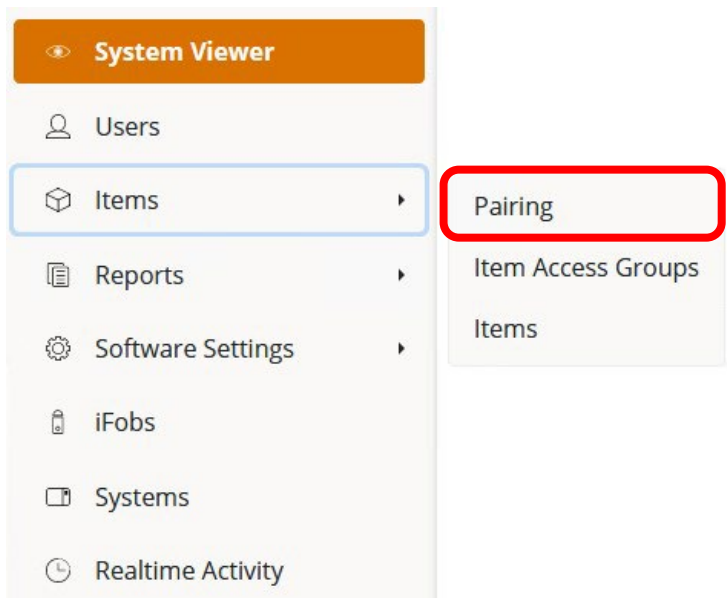 System Viewer
Users
Items
Reports
Software Settings
iFobs
Systems
Realtime Activity
Pairing
Item Access Groups
Items